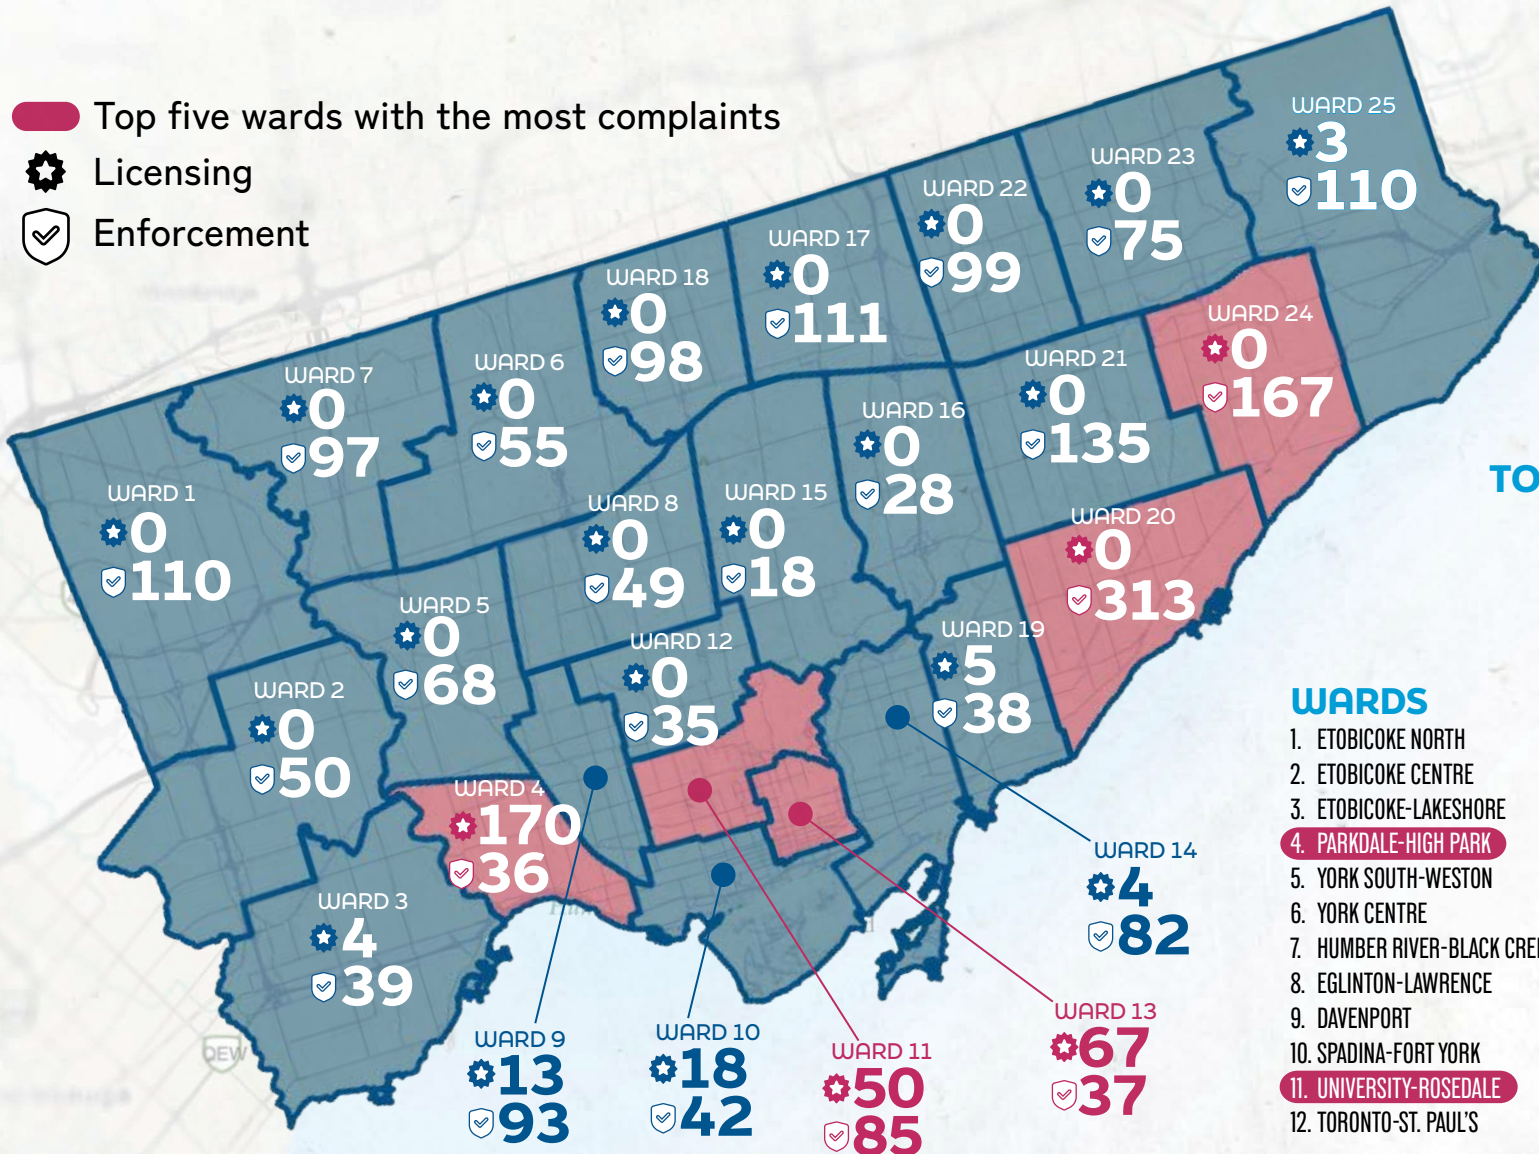 Top five wards with the most complaints
Licensing
Enforcement
WARD 25
3
110
WARD 23
0
75
WARD 22
0
99
WARD 17
0
111
WARD 18
0
98
WARD 24
0
167
WARD 6
0
55
WARD 7
0
97
WARD 21
0
135
WARD 16
0
28
WARD 1
0
110
WARD 8
0
49
WARD 15
0
18
WARD 20
0
313
WARD 5
0
68
WARD 12
0
35
WARD 19
5
38
WARD 2
0
50
WARD 4
170
36
WARD 3
4
39
WARD 14
4
82
WARD 9
13
93
WARD 10
18
42
WARD 11
50
85
WARD 13
67
37
TO
WARDS
1. ETOBICOKE NORTH
2. ETOBICOKE CENTRE
3. ETOBICOKE-LAKESHORE
4. PARKDALE-HIGH PARK
5. YORK SOUTH-WESTON
6. YORK CENTRE
7. HUMBER RIVER-BLACK CREE
8. EGLINTON-LAWRENCE
9. DAVENPORT
10. SPADINA-FORT YORK
11. UNIVERSITY-ROSEDALE
12. TORONTO-ST. PAUL'S
QEW